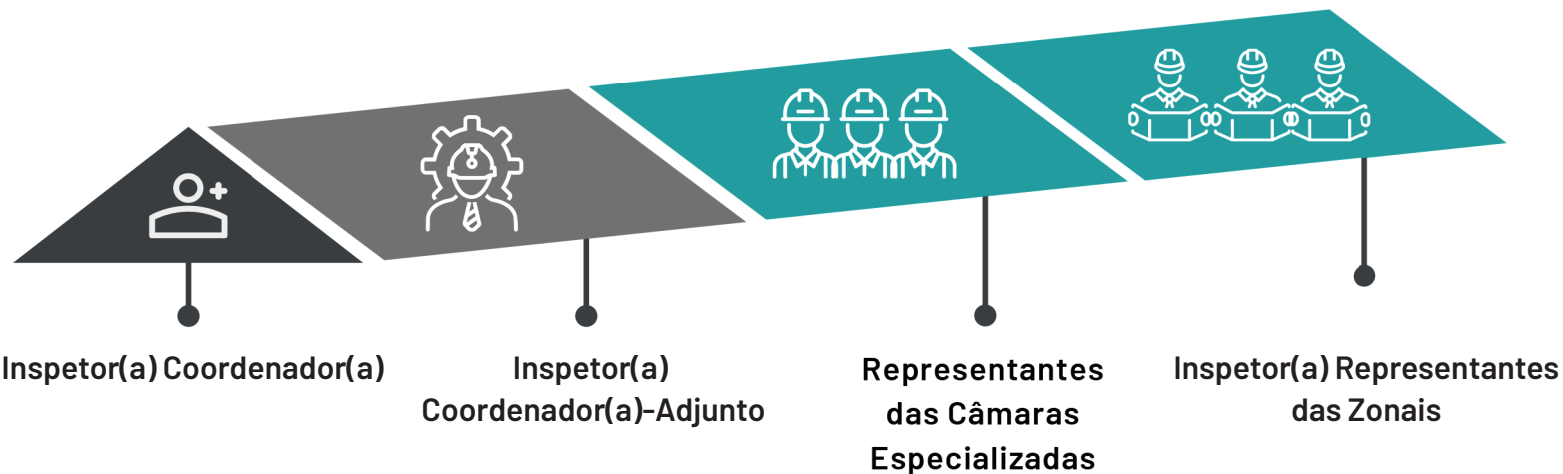 Inspetor(a) Coordenador(a)
Inspetor(a)
Coordenador(a)-Adjunto
Representantes
das Câmaras
Especializadas
Inspetor(a) Representantes
das Zonais